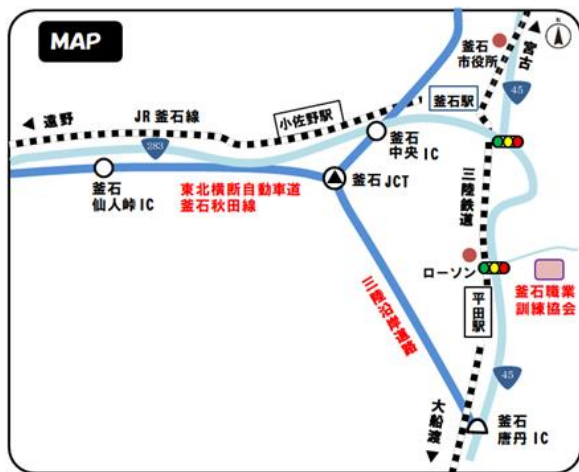 MAP
N
釜石
市役所
宮古
45
釜石駅
小佐野駅
JR 釜石線
遠野
283
釜石
中央 IC
釜石
仙人峠 IC
東北横断自動車道
釜石秋田線
釜石 JCT
三陸鉄道
ローソン
釜石職業
訓練協会
平田駅
三陸沿岸道路
45
大船渡
釜石
唐丹 IC